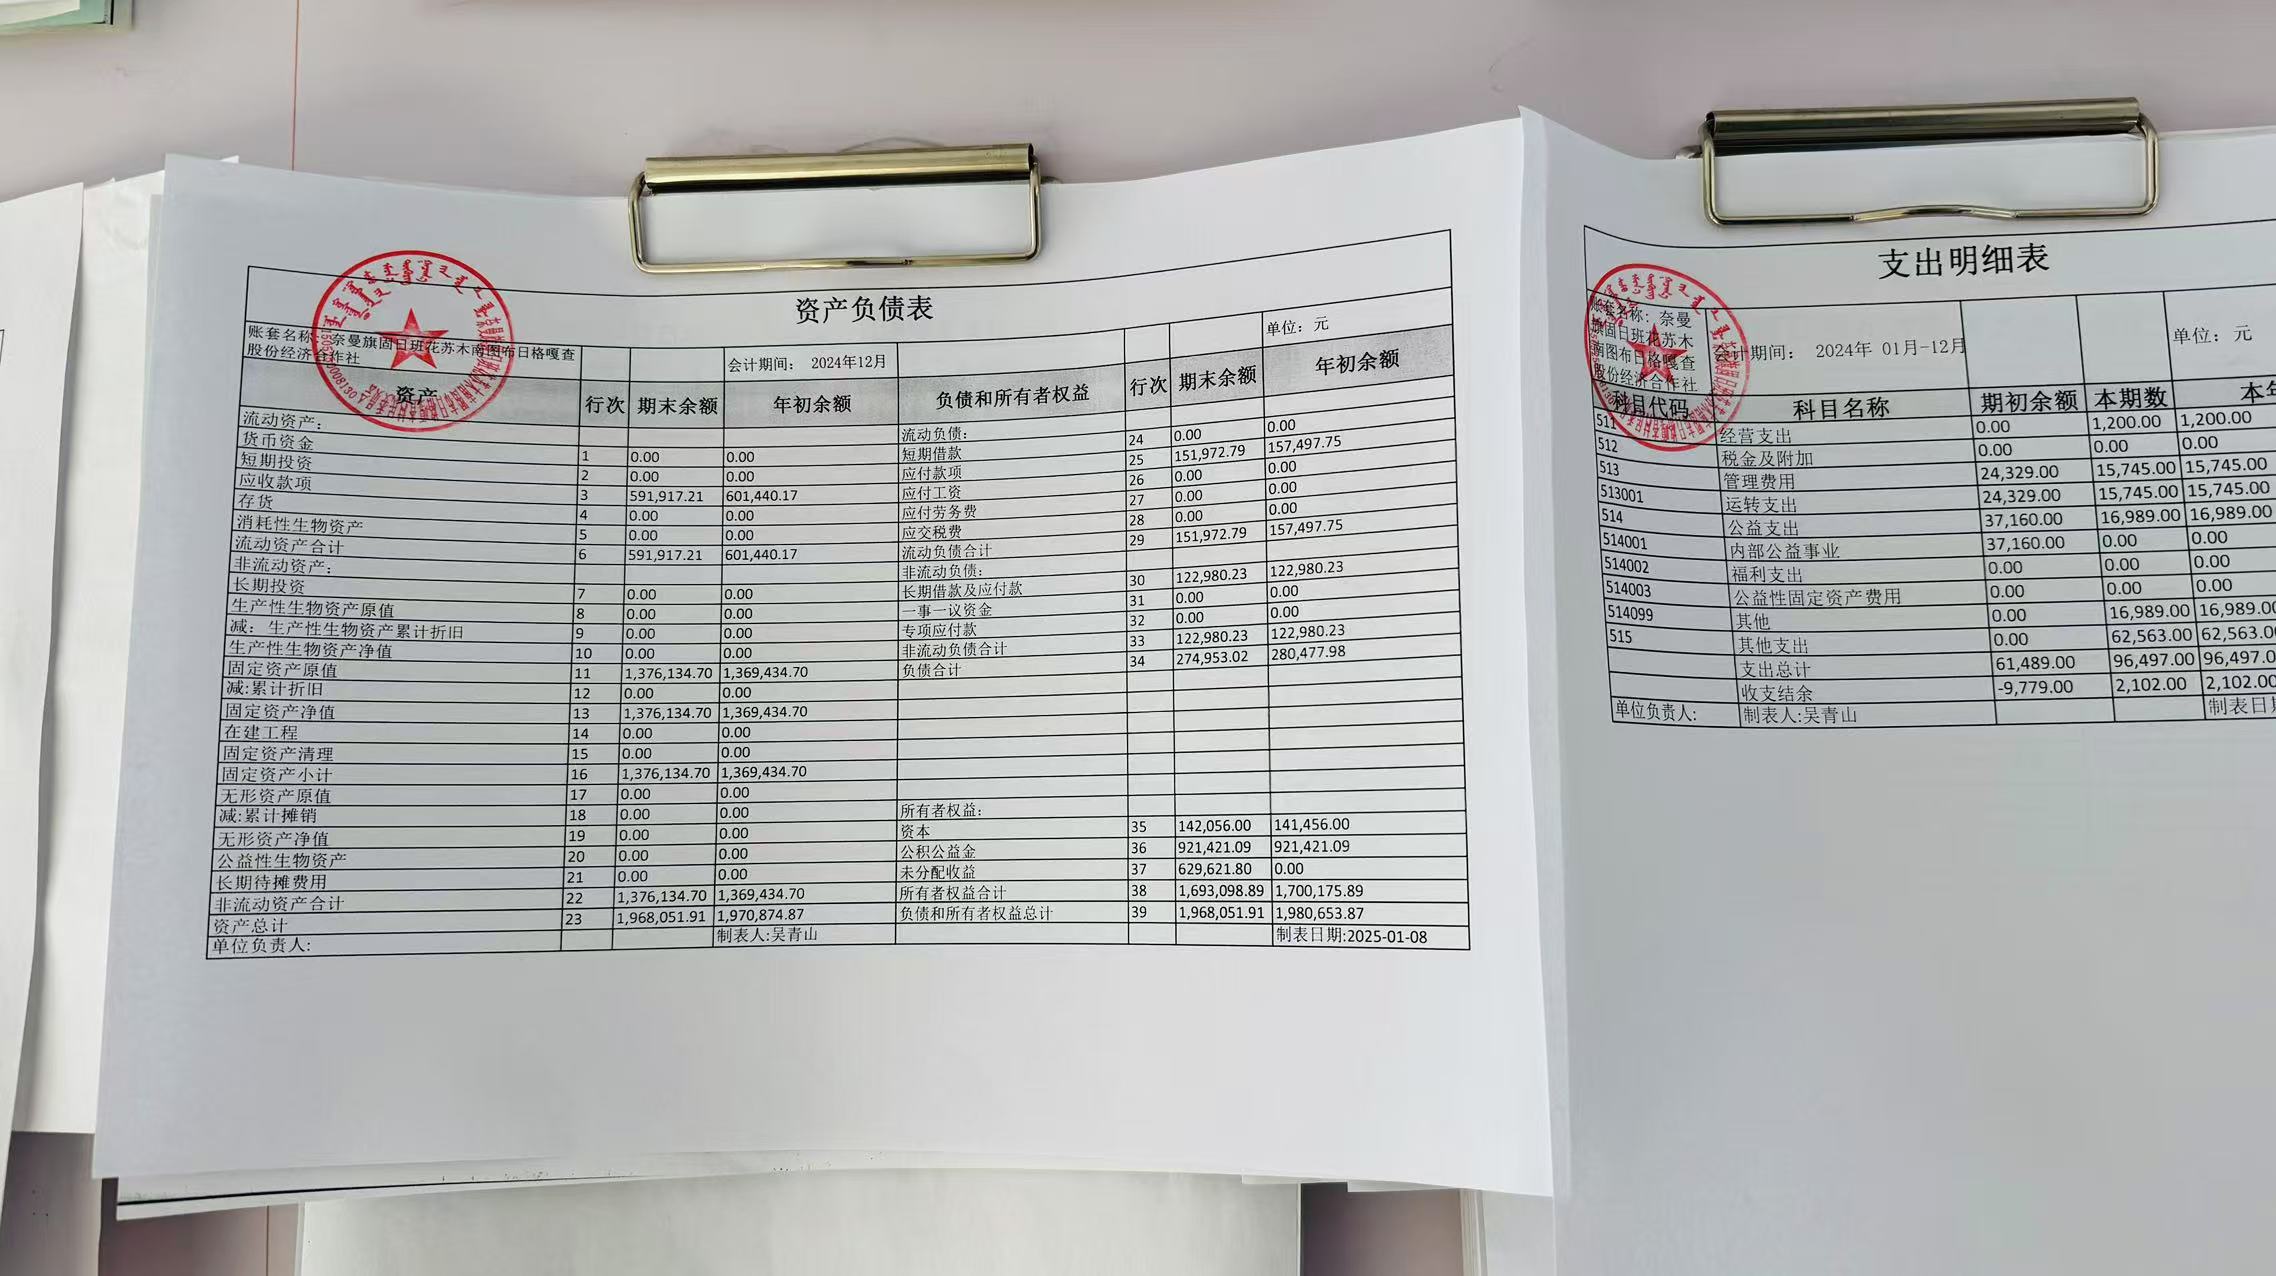 资产负债表
账套名称：奈曼旗固日班花苏木南图布日格嘎查股份经济合作社 会计期间： 2024年12月 单位：元
资产 行次 期末余额 年初余额 负债和所有者权益 行次 期末余额 年初余额
流动资产： 流动负债：
货币资金 1 0.00 0.00 短期借款 24 0.00 0.00
短期投资 2 0.00 0.00 应付款项 25 151,972.79 157,497.75
应收款项 3 591,917.21 601,440.17 应付工资 26 0.00 0.00
存货 4 0.00 0.00 应付劳务费 27 0.00 0.00
消耗性生物资产 5 0.00 0.00 应交税费 28 0.00 0.00
流动资产合计 6 591,917.21 601,440.17 流动负债合计 29 151,972.79 157,497.75
非流动资产： 非流动负债：
长期投资 7 0.00 0.00 长期借款及应付款 30 122,980.23 122,980.23
生产性生物资产原值 8 0.00 0.00 一事一议资金 31 0.00 0.00
减：生产性生物资产累计折旧 9 0.00 0.00 专项应付款 32 0.00 0.00
生产性生物资产净值 10 0.00 0.00 非流动负债合计 33 122,980.23 122,980.23
固定资产原值 11 1,376,134.70 1,369,434.70 负债合计 34 274,953.02 280,477.98
减:累计折旧 12 0.00 0.00
固定资产净值 13 1,376,134.70 1,369,434.70
在建工程 14 0.00 0.00
固定资产清理 15 0.00 0.00
固定资产小计 16 1,376,134.70 1,369,434.70
无形资产原值 17 0.00 0.00
减:累计摊销 18 0.00 0.00 所有者权益：
无形资产净值 19 0.00 0.00 资本 35 142,056.00 141,456.00
公益性生物资产 20 0.00 0.00 公积公益金 36 921,421.09 921,421.09
长期待摊费用 21 0.00 0.00 未分配收益 37 629,621.80 0.00
非流动资产合计 22 1,376,134.70 1,369,434.70 所有者权益合计 38 1,693,098.89 1,700,175.89
资产总计 23 1,968,051.91 1,970,874.87 负债和所有者权益总计 39 1,968,051.91 1,980,653.87
单位负责人: 制表人:吴青山 制表日期:2025-01-08
支出明细表
账套名称：奈曼
旗固日班花苏木
南图布日格嘎查
股份经济合作社
会计期间： 2024年 01月-12月 单位：元
科目代码 科目名称 期初余额 本期数 本年
511 经营支出 0.00 1,200.00 1,200.00
512 税金及附加 0.00 0.00 0.00
513 管理费用 24,329.00 15,745.00 15,745.00
513001 运转支出 24,329.00 15,745.00 15,745.00
514 公益支出 37,160.00 16,989.00 16,989.00
514001 内部公益事业 37,160.00 0.00 0.00
514002 福利支出 0.00 0.00 0.00
514003 公益性固定资产费用 0.00 0.00 0.00
514099 其他 0.00 16,989.00 16,989.00
515 其他支出 0.00 62,563.00 62,563.0
支出总计 61,489.00 96,497.00 96,497.0
收支结余 -9,779.00 2,102.00 2,102.00
单位负责人: 制表人:吴青山 制表日